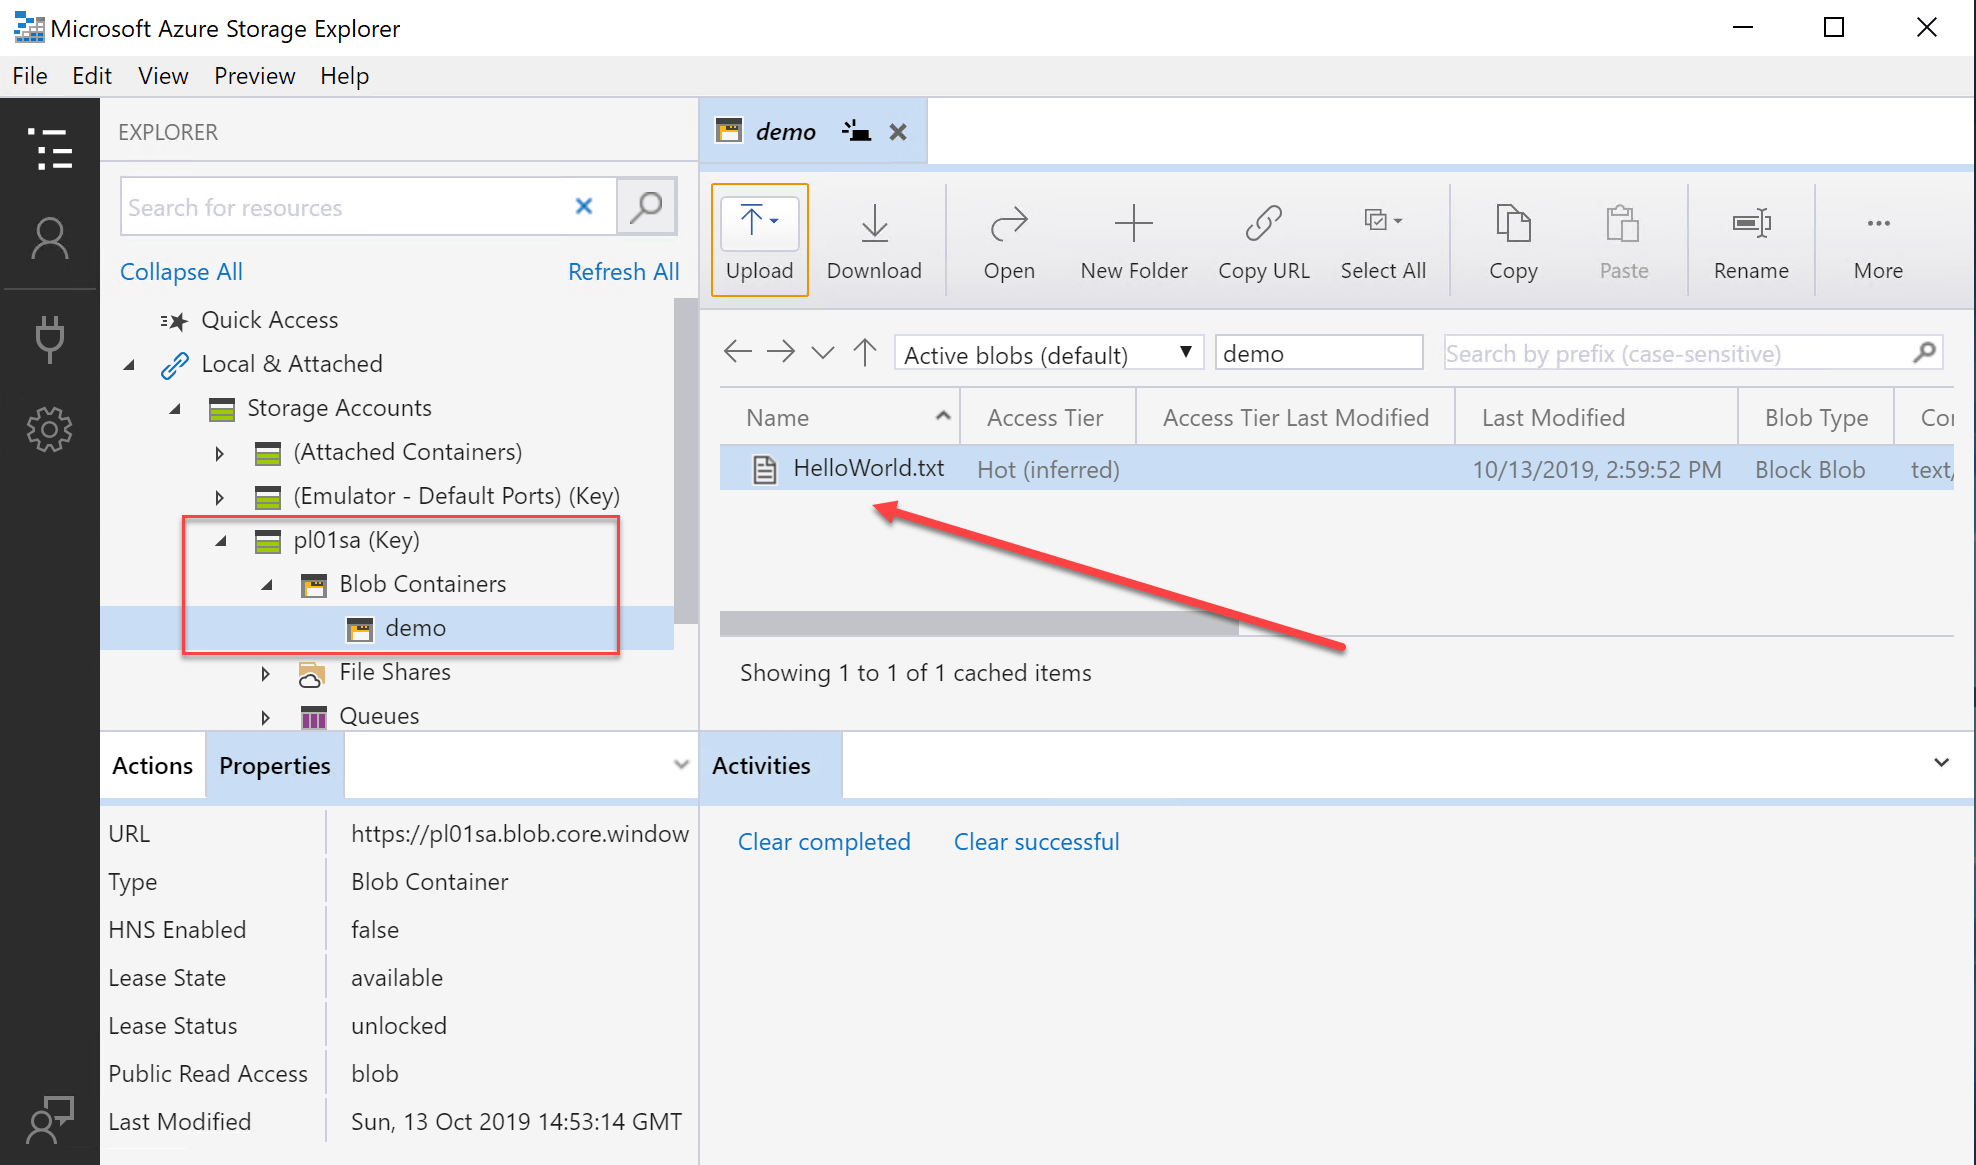 Microsoft Azure Storage Explorer
File Edit View Preview Help
EXPLORER
Search for resources
Collapse All Refresh All
Quick Access
Local & Attached
Storage Accounts
(Attached Containers)
(Emulator - Default Ports) (Key)
pl01sa (Key)
Blob Containers
demo
File Shares
Queues
demo
Upload Download Open New Folder Copy URL Select All Copy Paste Rename More
Active blobs (default) demo Search by prefix (case-sensitive)
Name Access Tier Access Tier Last Modified Last Modified Blob Type Cor
HelloWorld.txt Hot (inferred) 10/13/2019, 2:59:52 PM Block Blob text/
Showing 1 to 1 of 1 cached items
Actions Properties
URL https://pl01sa.blob.core.window
Type Blob Container
HNS Enabled false
Lease State available
Lease Status unlocked
Public Read Access blob
Last Modified Sun, 13 Oct 2019 14:53:14 GMT
Activities
Clear completed Clear successful